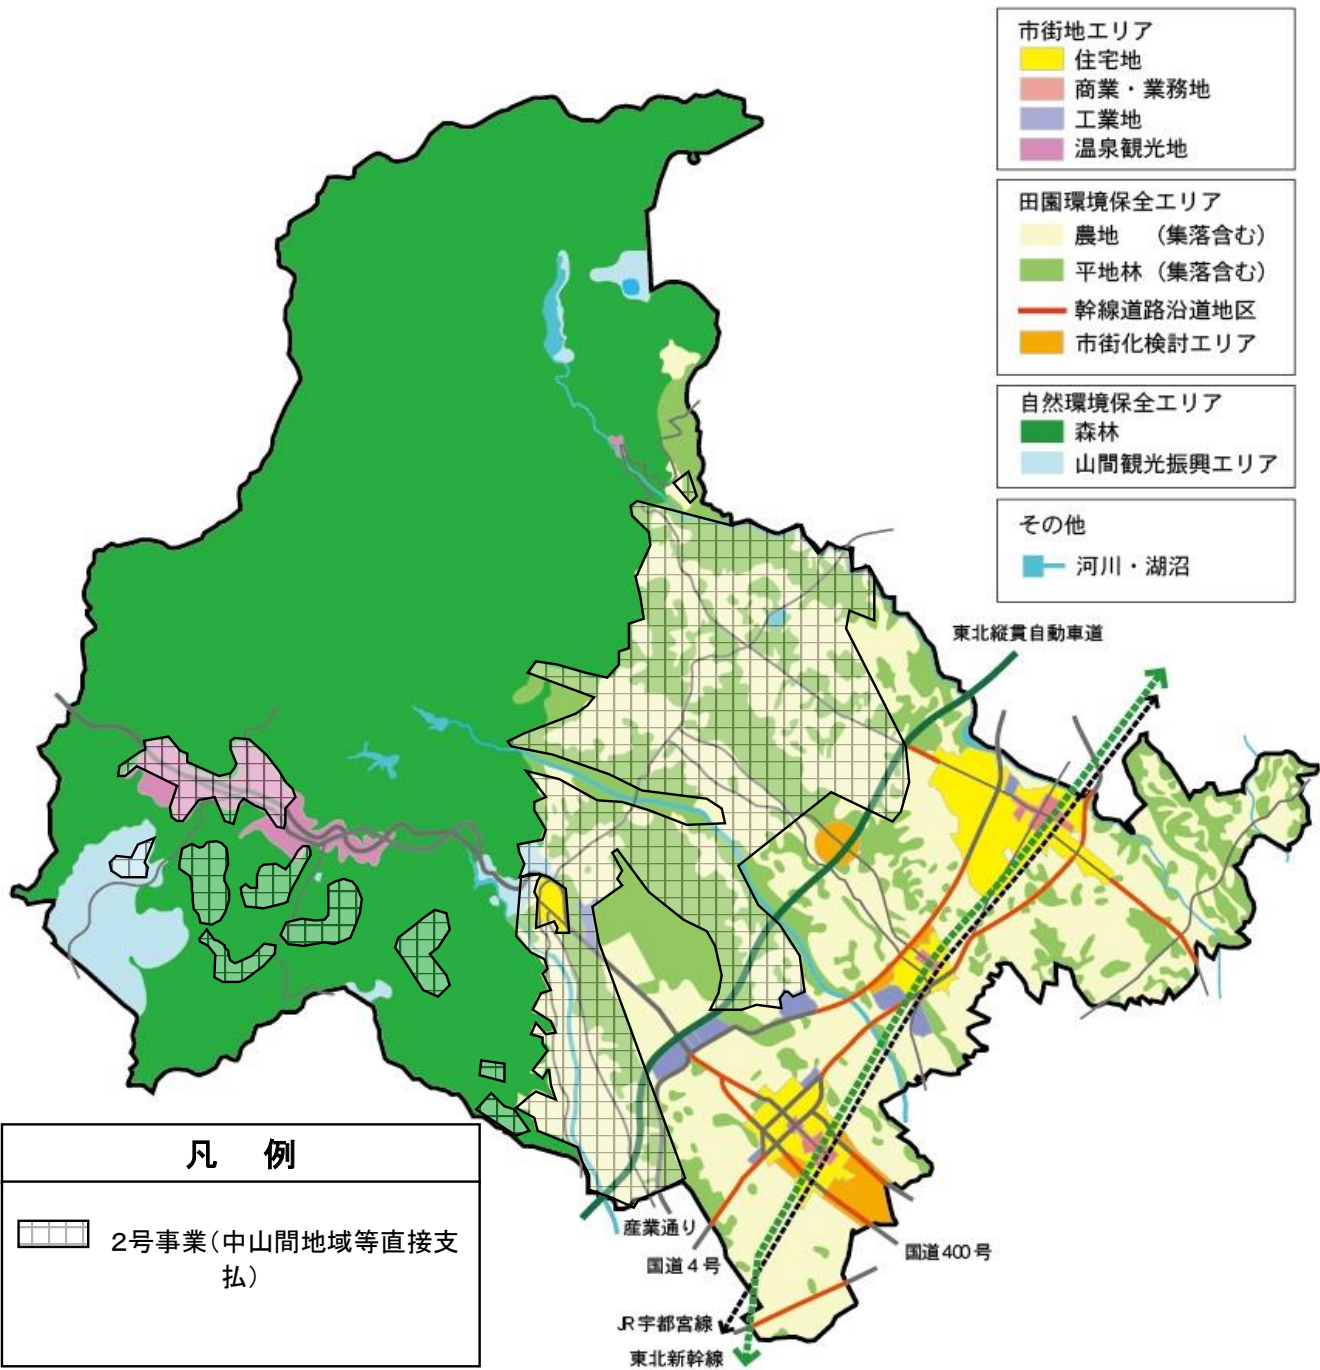 市街地エリア
住宅地
商業・業務地
工業地
温泉観光地
田園環境保全エリア
農地　（集落含む）
平地林（集落含む）
幹線道路沿道地区
市街化検討エリア
自然環境保全エリア
森林
山間観光振興エリア
その他
河川・湖沼
東北縦貫自動車道
凡　例
2号事業（中山間地域等直接支
払）
産業通り
国道4号
国道400号
JR宇都宮線
東北新幹線